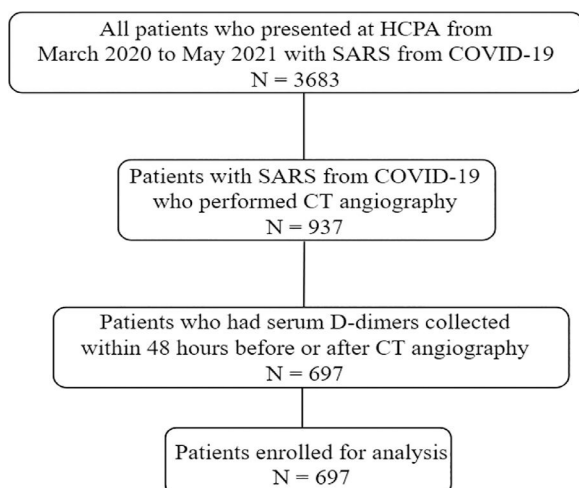 All patients who presented at HCPA from
March 2020 to May 2021 with SARS from COVID-19
N = 3683
Patients with SARS from COVID-19
who performed CT angiography
N = 937
Patients who had serum D-dimers collected
within 48 hours before or after CT angiography
N = 697
Patients enrolled for analysis
N = 697